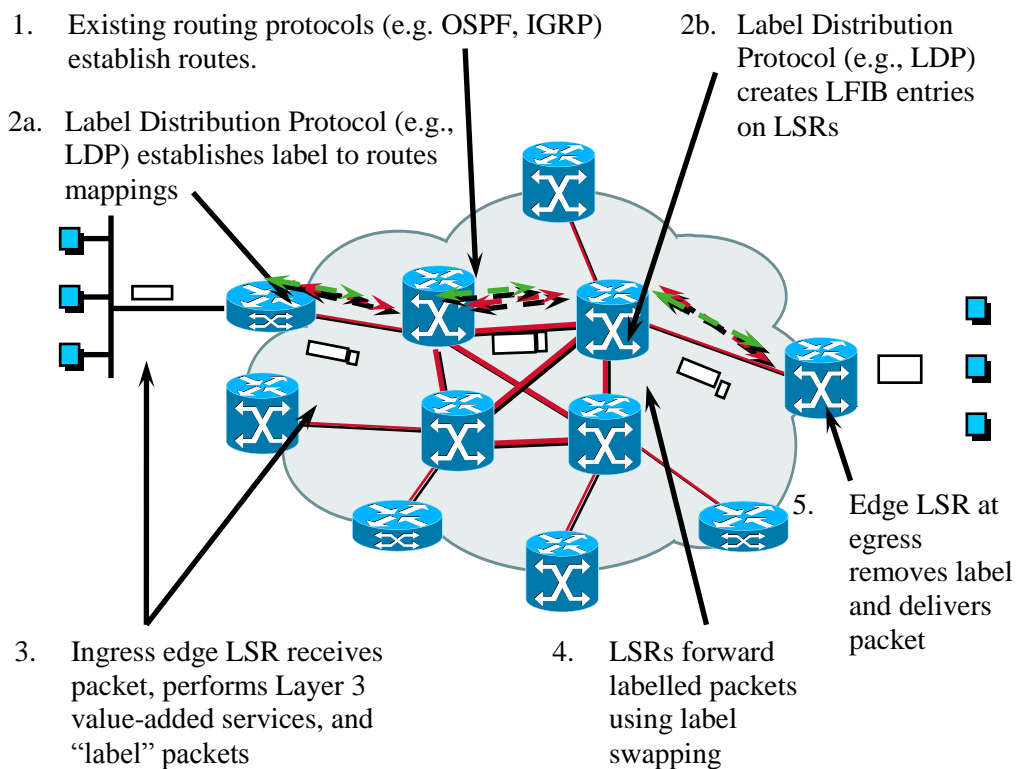 1. Existing routing protocols (e.g. OSPF, IGRP)
establish routes.
2a. Label Distribution Protocol (e.g.,
LDP) establishes label to routes
mappings
2b. Label Distribution
Protocol (e.g., LDP)
creates LFIB entries
on LSRs
3. Ingress edge LSR receives
packet, performs Layer 3
value-added services, and
“label” packets
4. LSRs forward
labelled packets
using label
swapping
5. Edge LSR at
egress
removes label
and delivers
packet